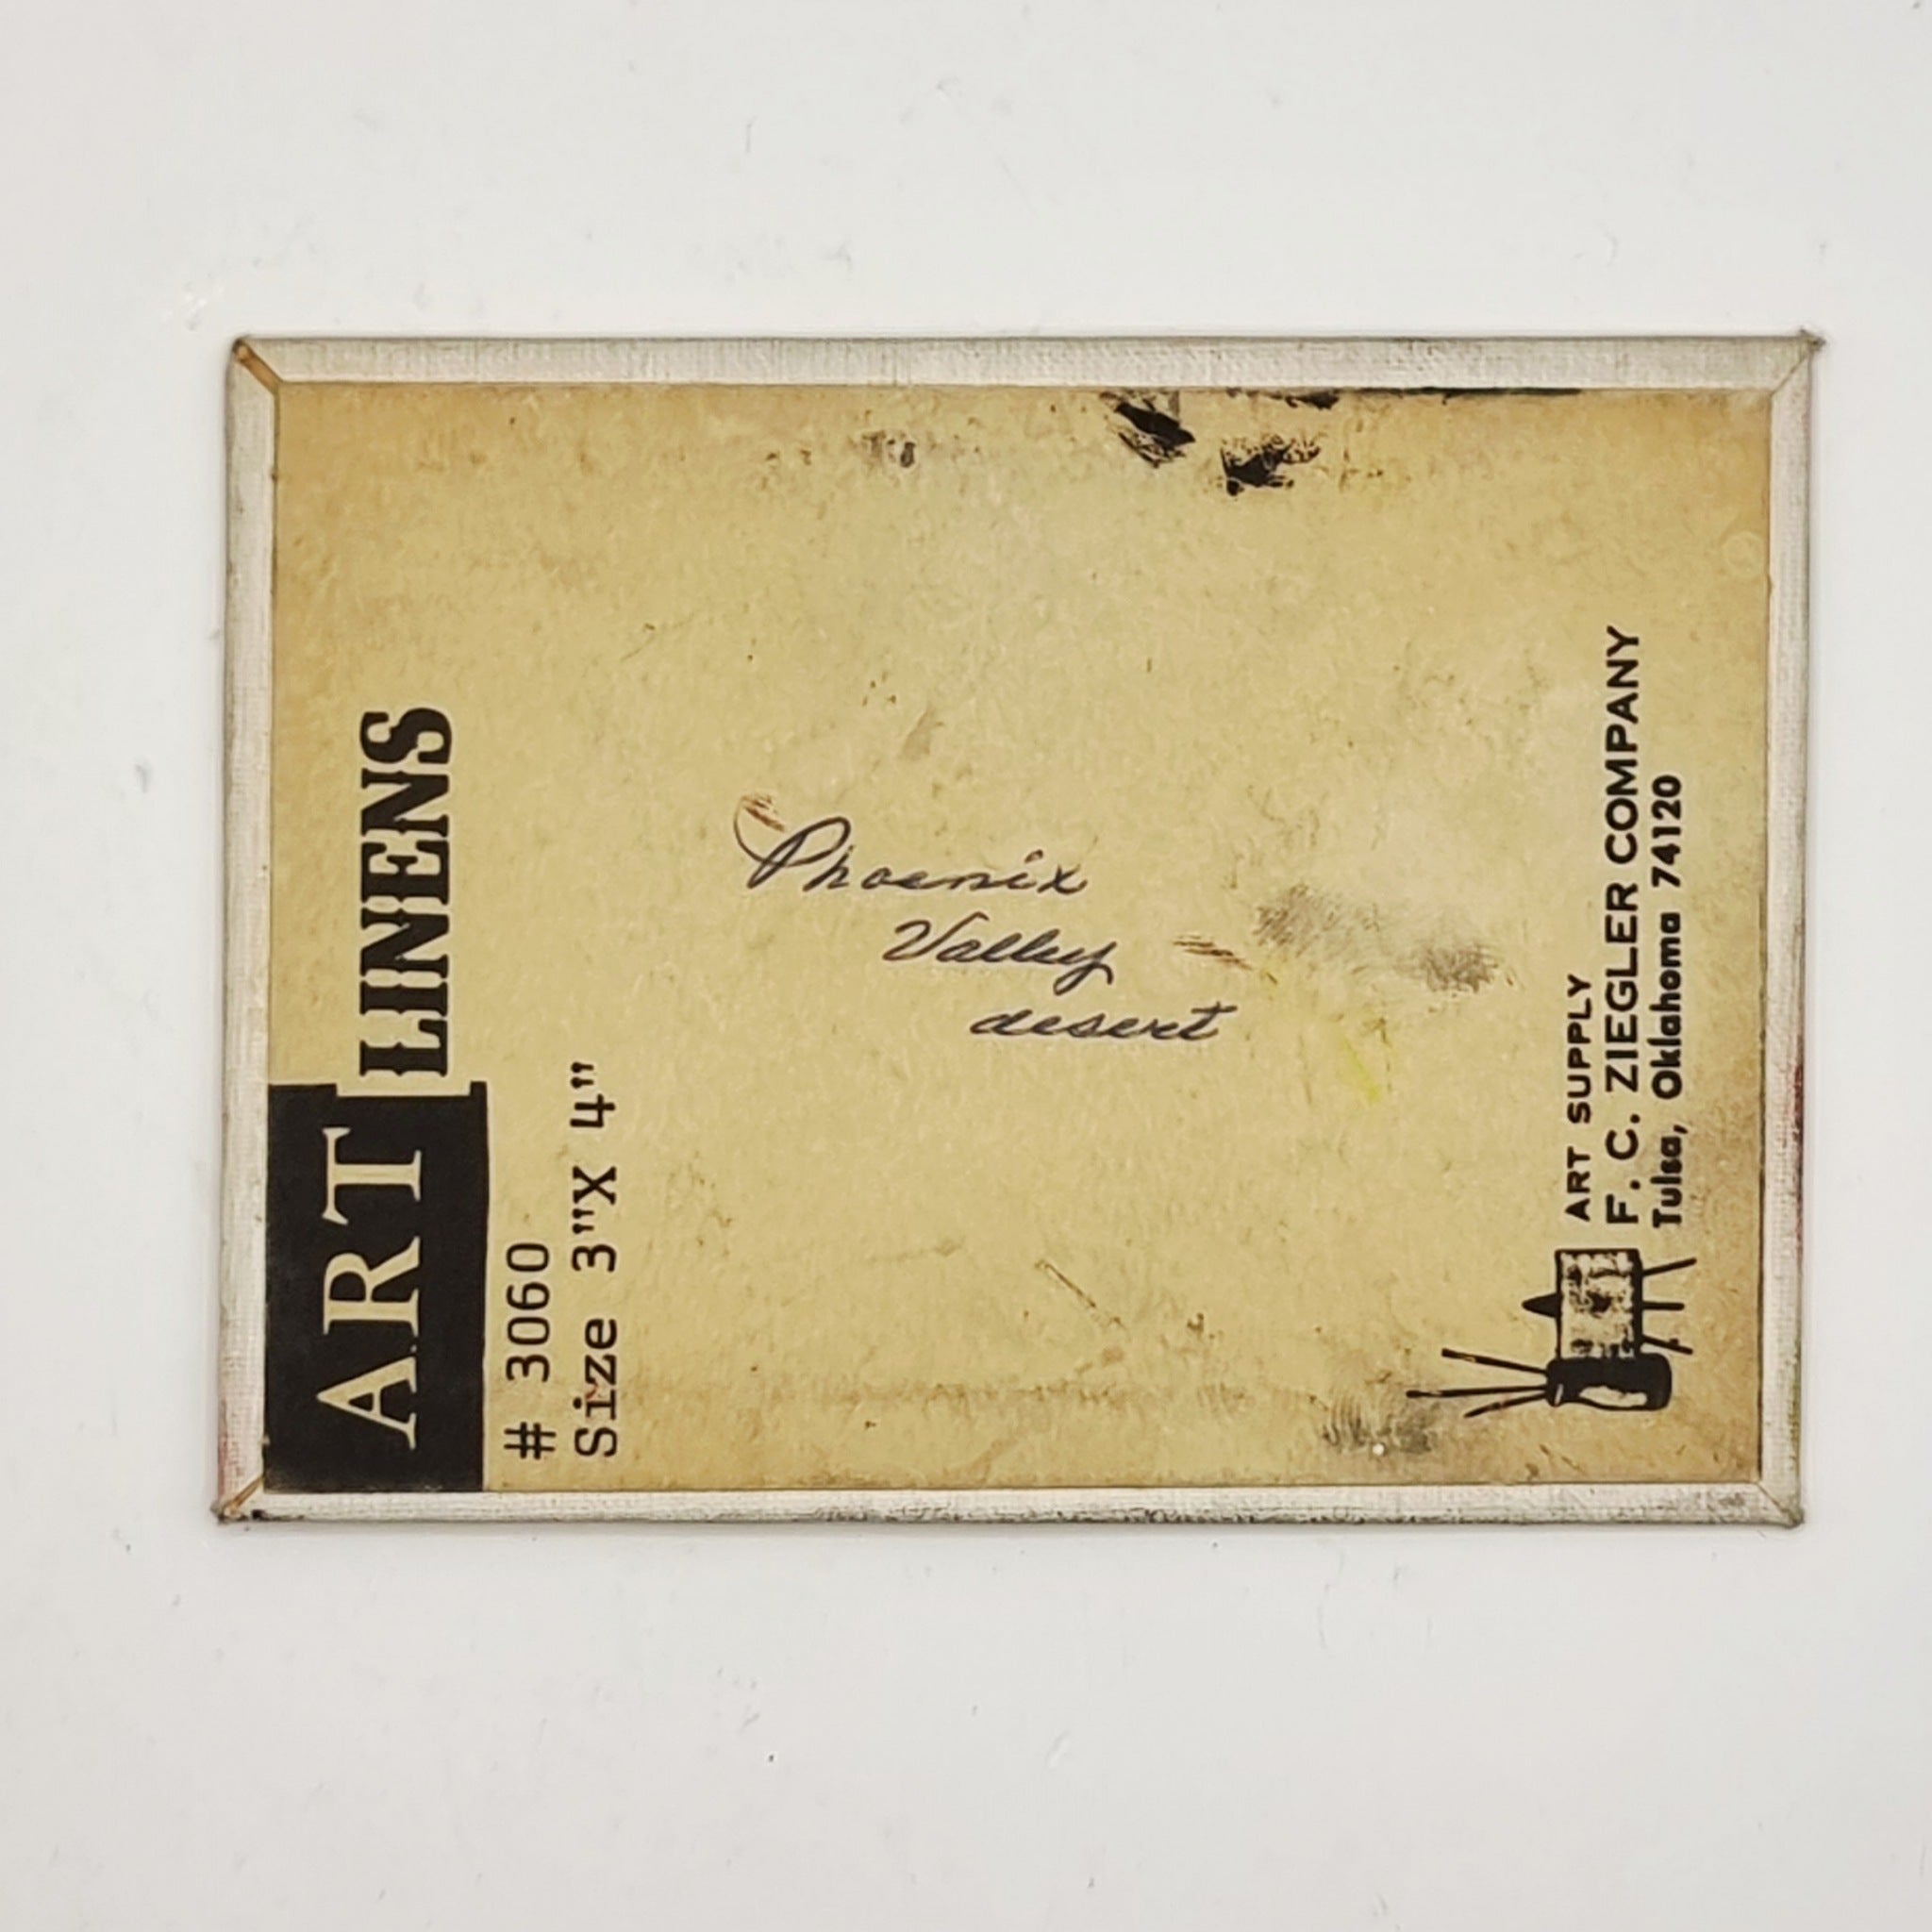 ART LINENS
# 3060
Size 3"X 4"
Phoenix
Valley
desert
ART SUPPLY
F. C. ZIEGLER COMPANY
Tulsa, Oklahoma 74120